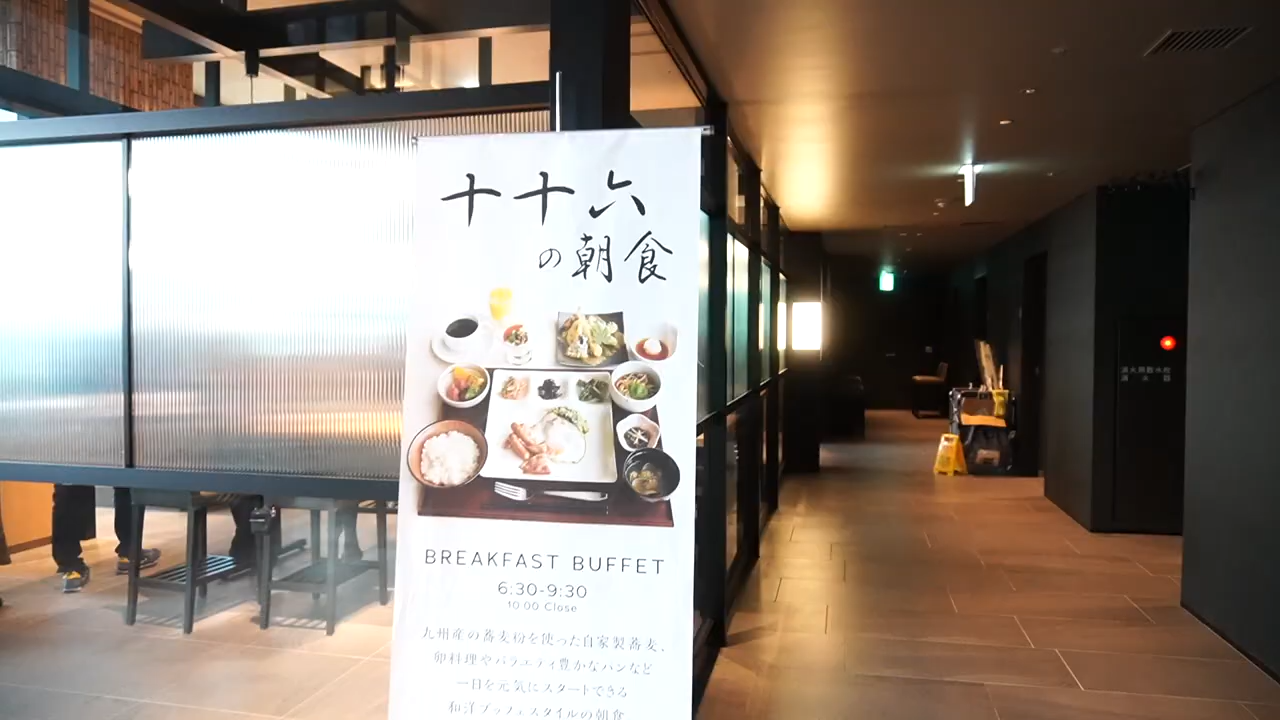 十十六
の朝食
BREAKFAST BUFFET
6:30-9:30
10:00 Close
九州産の蕎麦粉を使った自家製蕎麦、
卵料理やバラエティ豊かなパンなど
一日を元気にスタートできる
和洋ブッフェスタイルの朝食
消火器